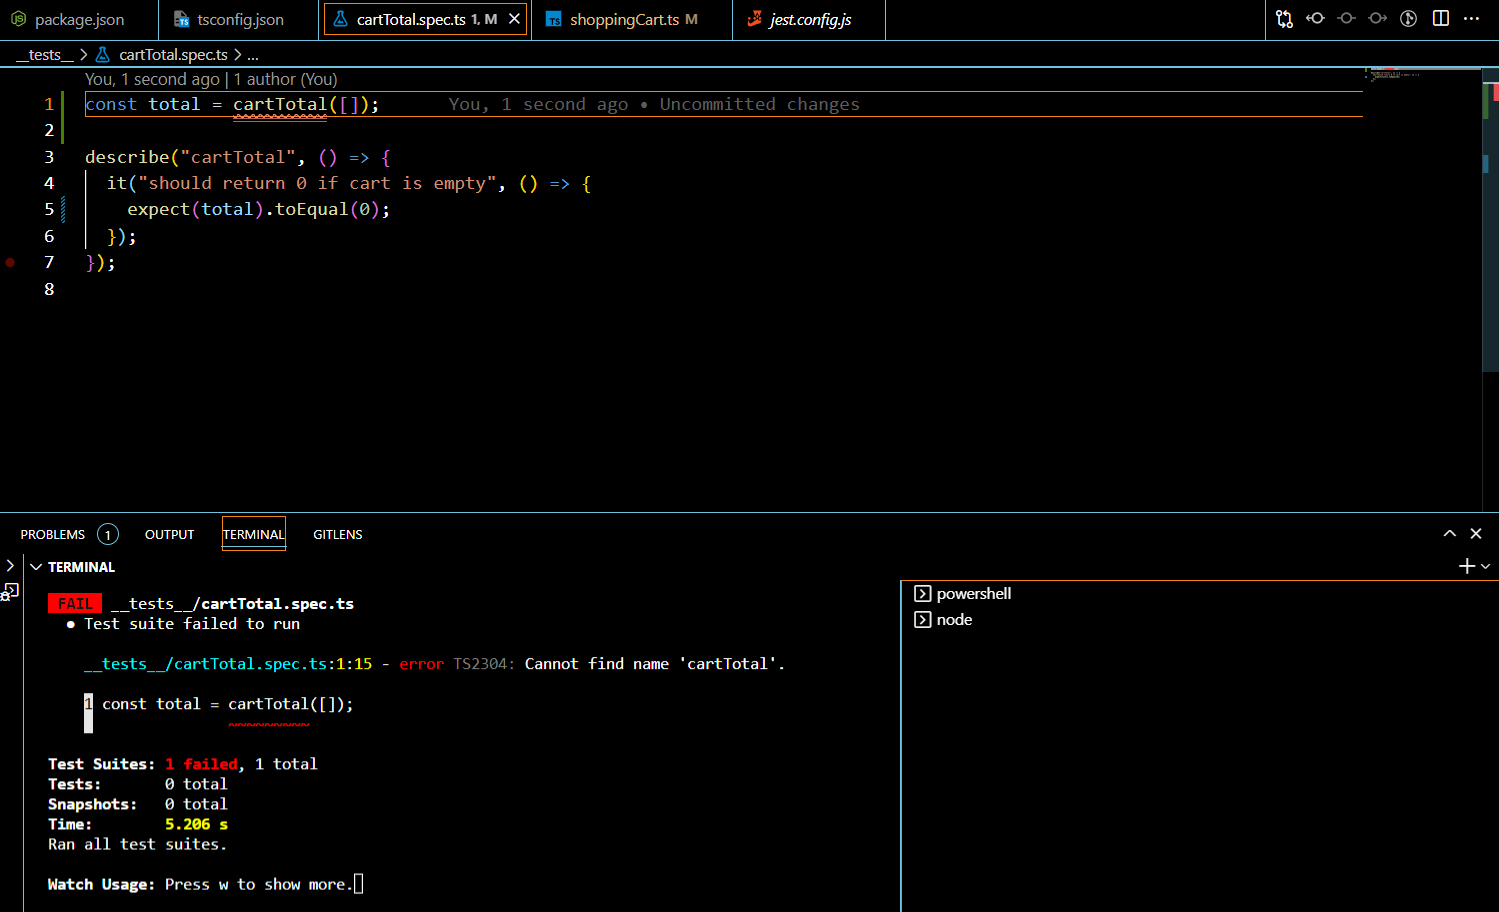 package.json
tsconfig.json
cartTotal.spec.ts 1, M
shoppingCart.ts M
jest.config.js
__tests__ > cartTotal.spec.ts > ...
You, 1 second ago | 1 author (You)
1 const total = cartTotal([]); You, 1 second ago • Uncommitted changes
2
3 describe("cartTotal", () => {
4 it("should return 0 if cart is empty", () => {
5 expect(total).toEqual(0);
6 });
7 });
8
PROBLEMS 1 OUTPUT TERMINAL GITLENS
TERMINAL
FAIL __tests__/cartTotal.spec.ts
● Test suite failed to run
__tests__/cartTotal.spec.ts:1:15 - error TS2304: Cannot find name 'cartTotal'.
1 const total = cartTotal([]);
~~~~~~~~~
Test Suites: 1 failed, 1 total
Tests: 0 total
Snapshots: 0 total
Time: 5.206 s
Ran all test suites.
Watch Usage: Press w to show more.
powershell
node